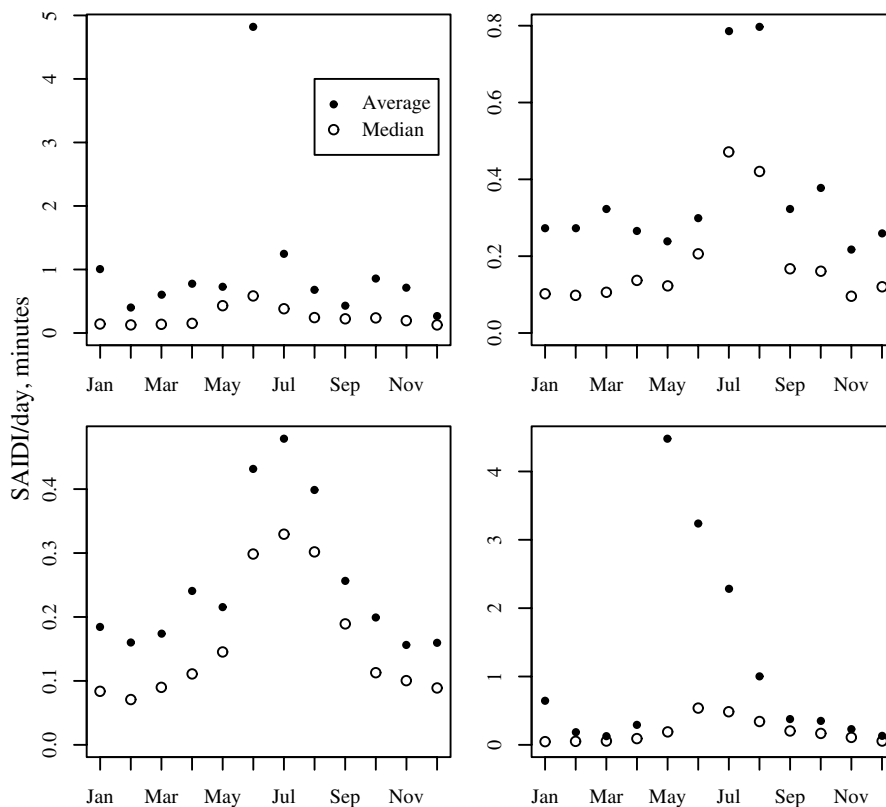 SAIDI/day, minutes
0 1 2 3 4 5
Average
Median
Jan Mar May Jul Sep Nov
0.0 0.2 0.4 0.6 0.8
Jan Mar May Jul Sep Nov
0.0 0.1 0.2 0.3 0.4
Jan Mar May Jul Sep Nov
0 1 2 3 4
Jan Mar May Jul Sep Nov